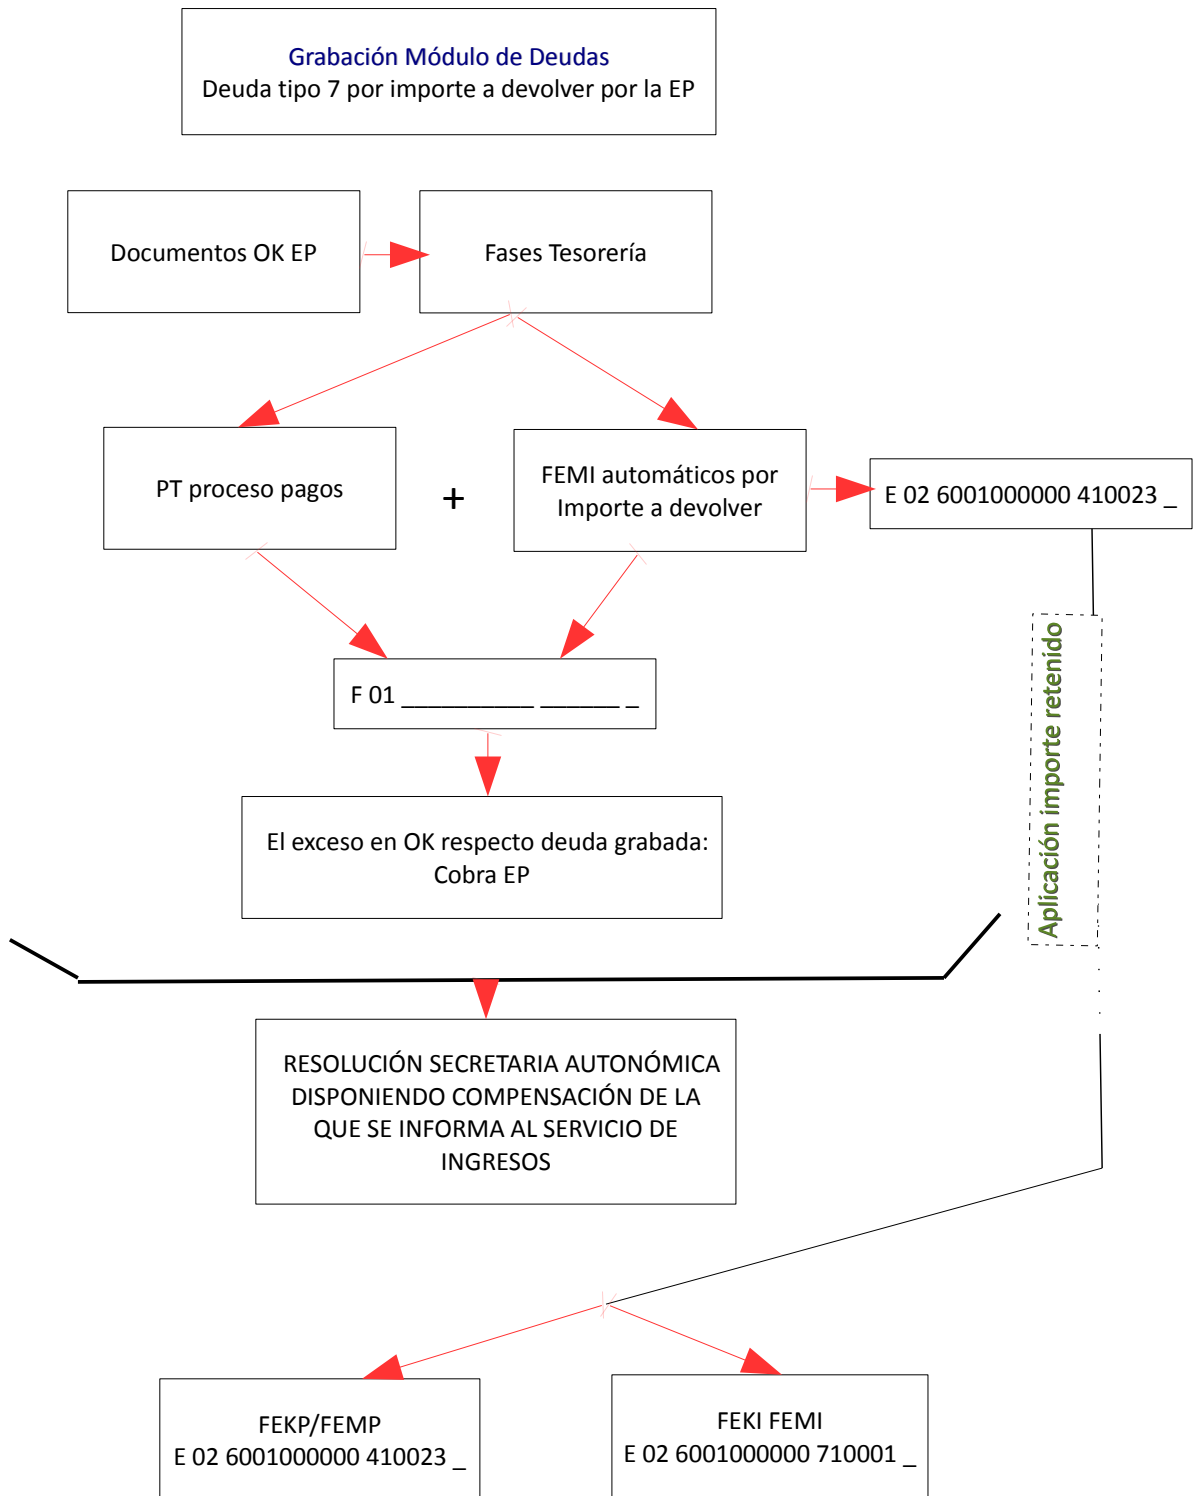 Grabación Módulo de Deudas
Deuda tipo 7 por importe a devolver por la EP
Documentos OK EP
Fases Tesorería
PT proceso pagos
+
FEMI automáticos por
Importe a devolver
E 02 6001000000 410023 _
F 01 __________ ______ _
Aplicación importe retenido
El exceso en OK respecto deuda grabada:
Cobra EP
RESOLUCIÓN SECRETARIA AUTONÓMICA
DISPONIENDO COMPENSACIÓN DE LA
QUE SE INFORMA AL SERVICIO DE
INGRESOS
FEKP/FEMP
E 02 6001000000 410023 _
FEKI FEMI
E 02 6001000000 710001 _